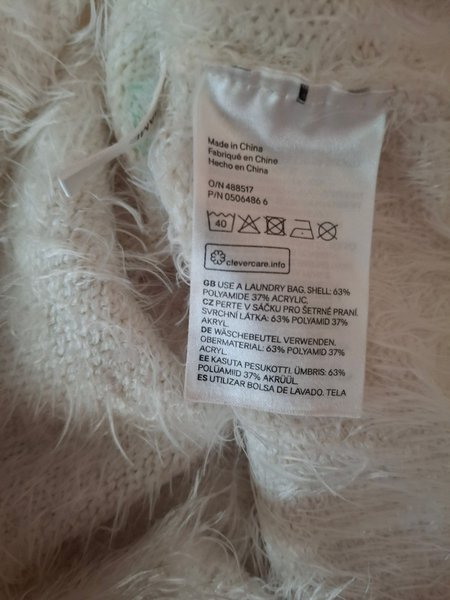 Made in China
Fabriqué en Chine
Hecho en China
O/N 488517
P/N 0506486 6
40
clevercare.info
GB USE A LAUNDRY BAG. SHELL: 63%
POLYAMIDE 37% ACRYLIC.
CZ PERTE V SÁČKU PRO ŠETRNÉ PRANÍ.
SVRCHNÍ LÁTKA: 63% POLYAMID 37%
AKRYL.
DE WÄSCHEBEUTEL VERWENDEN.
OBERMATERIAL: 63% POLYAMID 37%
ACRYL.
EE KASUTA PESUKOTTI. ÜMBRIS: 63%
POLÜAMIID 37% AKRÜÜL.
ES UTILIZAR BOLSA DE LAVADO. TELA